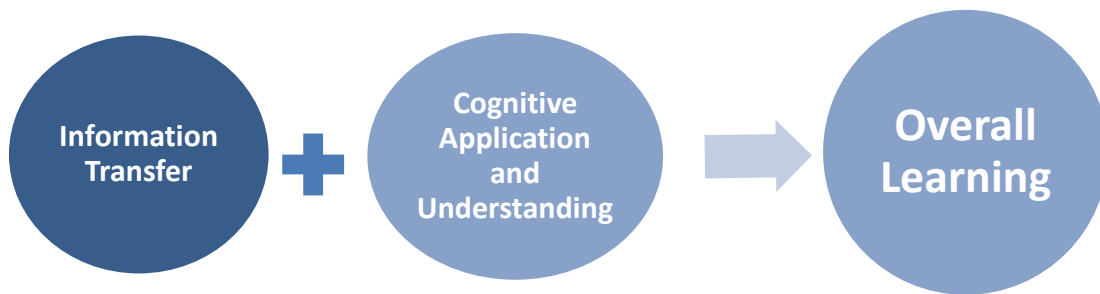 Information
Transfer
Cognitive
Application
and
Understanding
Overall
Learning